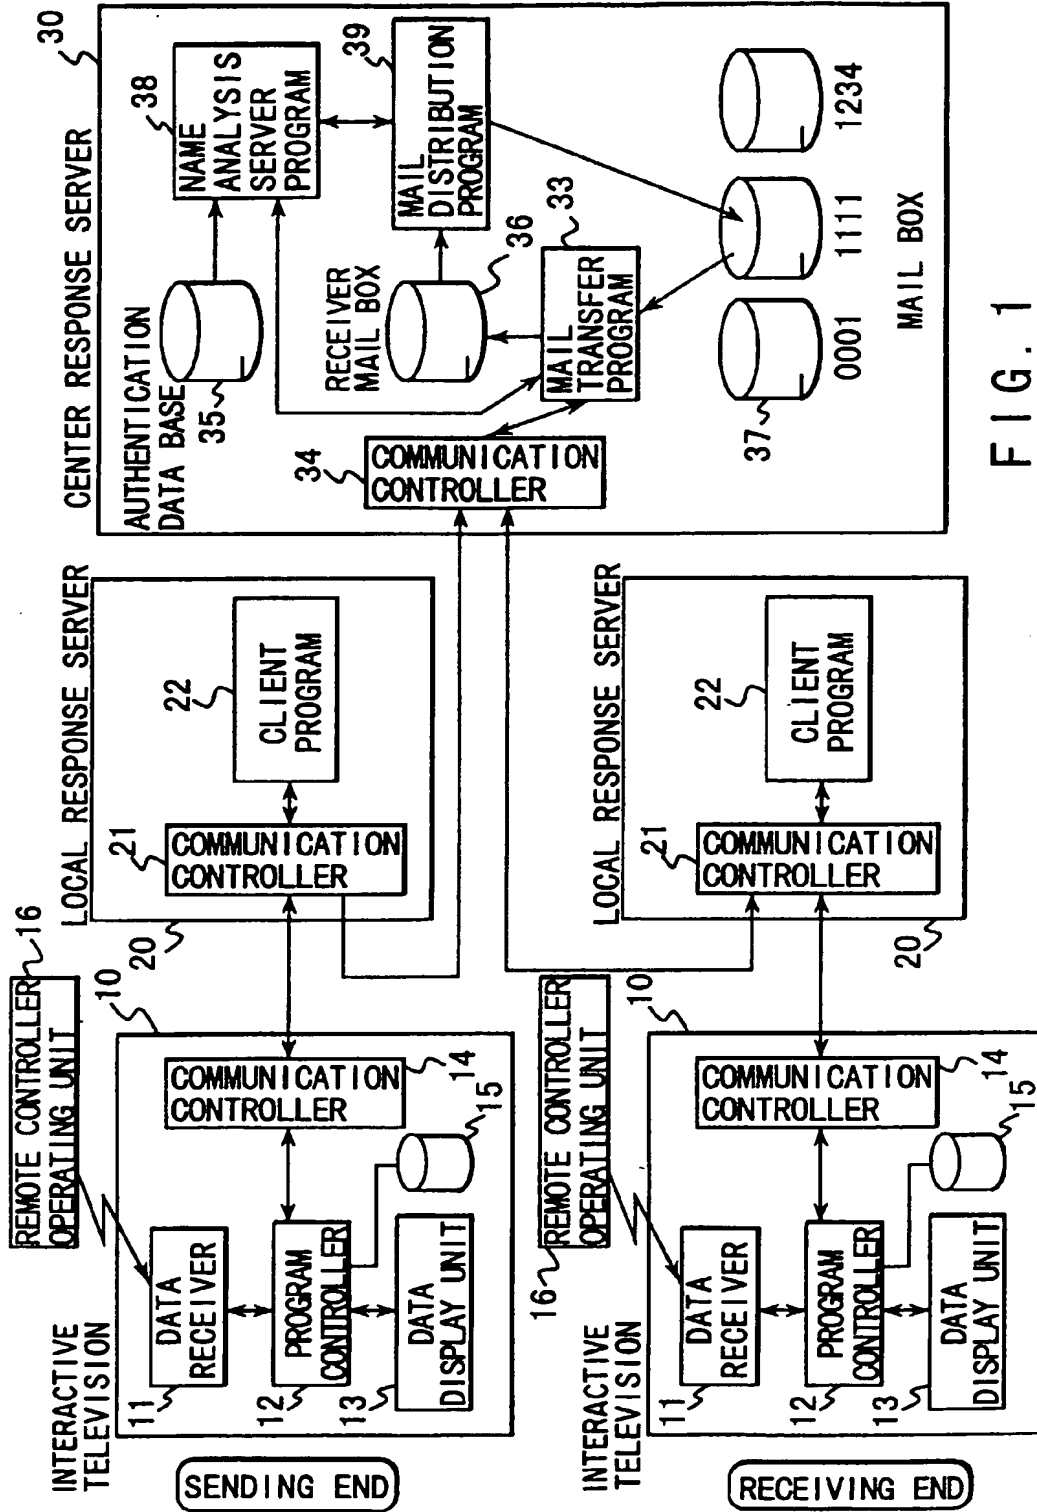 SENDING END
INTERACTIVE
TELEVISION
REMOTE CONTROLLER
OPERATING UNIT
16
10
11
DATA
RECEIVER
12
PROGRAM
CONTROLLER
13
DATA
DISPLAY UNIT
COMMUNICATION
CONTROLLER
14
15
LOCAL RESPONSE SERVER
20
21
COMMUNICATION
CONTROLLER
22
CLIENT
PROGRAM
CENTER RESPONSE SERVER
30
AUTHENTICATION
DATA BASE
35
38
NAME
ANALYSIS
SERVER
PROGRAM
39
MAIL
DISTRIBUTION
PROGRAM
RECEIVER
MAIL BOX
36
34
COMMUNICATION
CONTROLLER
33
MAIL
TRANSFER
PROGRAM
37
0001
1111
1234
MAIL BOX
RECEIVING END
INTERACTIVE
TELEVISION
16
REMOTE CONTROLLER
OPERATING UNIT
10
11
DATA
RECEIVER
12
PROGRAM
CONTROLLER
13
DATA
DISPLAY UNIT
COMMUNICATION
CONTROLLER
14
15
LOCAL RESPONSE SERVER
20
21
COMMUNICATION
CONTROLLER
22
CLIENT
PROGRAM
FIG. 1